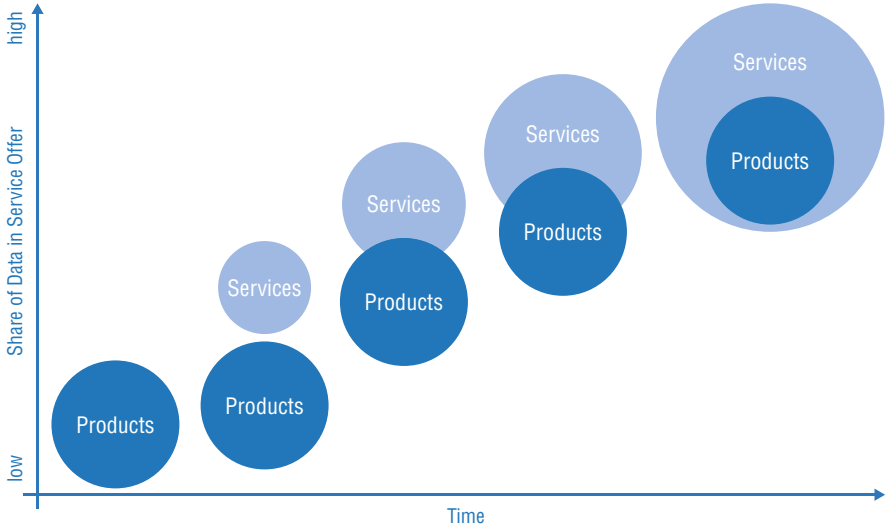 high
Share of Data in Service Offer
low
Services
Products
Services
Products
Services
Products
Services
Products
Products
Time